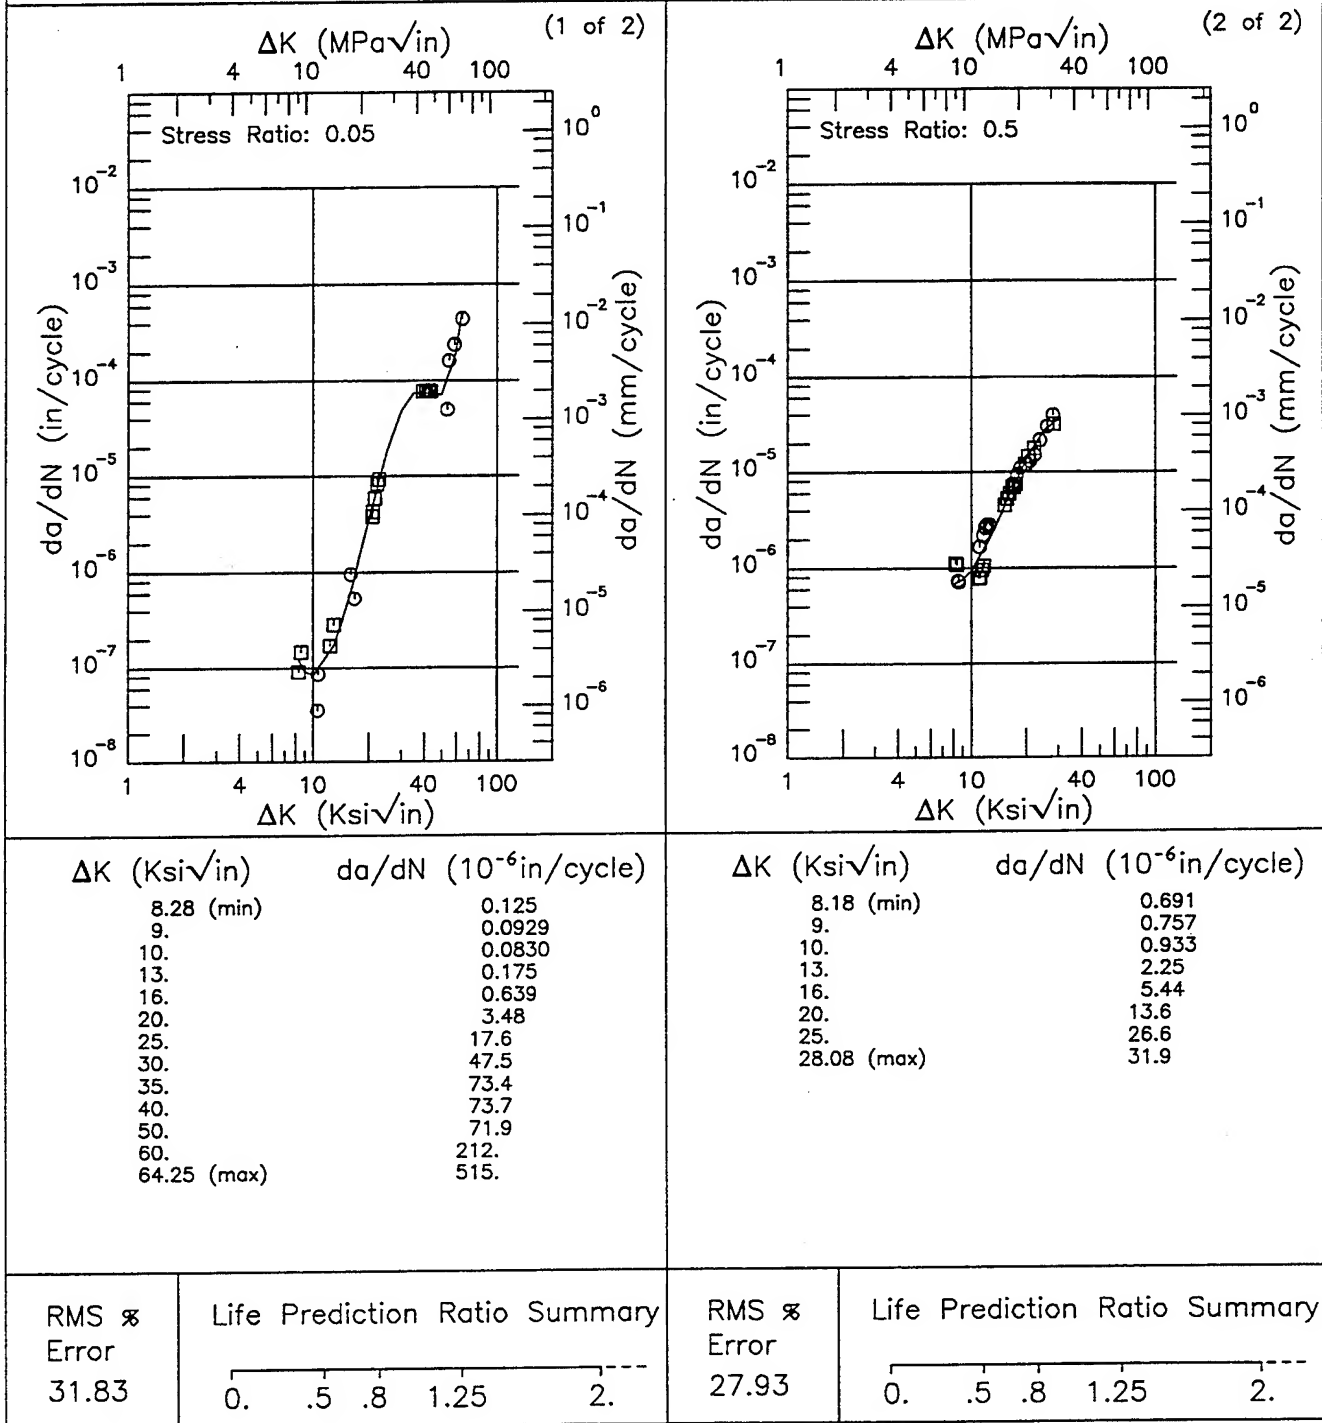 (1 of 2)
ΔK (MPa√in)
1 4 10 40 100
Stress Ratio: 0.05
10⁰
10⁻¹
10⁻²
10⁻³
10⁻⁴
10⁻⁵
10⁻⁶
da/dN (mm/cycle)
10⁻²
10⁻³
10⁻⁴
10⁻⁵
10⁻⁶
10⁻⁷
10⁻⁸
da/dN (in/cycle)
1 4 10 40 100
ΔK (Ksi√in)
ΔK (Ksi√in) da/dN (10⁻⁶in/cycle)
8.28 (min) 0.125
9. 0.0929
10. 0.0830
13. 0.175
16. 0.639
20. 3.48
25. 17.6
30. 47.5
35. 73.4
40. 73.7
50. 71.9
60. 212.
64.25 (max) 515.
RMS %
Error
31.83
Life Prediction Ratio Summary
0. .5 .8 1.25 2.
(2 of 2)
ΔK (MPa√in)
1 4 10 40 100
Stress Ratio: 0.5
10⁰
10⁻¹
10⁻²
10⁻³
10⁻⁴
10⁻⁵
10⁻⁶
da/dN (mm/cycle)
10⁻²
10⁻³
10⁻⁴
10⁻⁵
10⁻⁶
10⁻⁷
10⁻⁸
da/dN (in/cycle)
1 4 10 40 100
ΔK (Ksi√in)
ΔK (Ksi√in) da/dN (10⁻⁶in/cycle)
8.18 (min) 0.691
9. 0.757
10. 0.933
13. 2.25
16. 5.44
20. 13.6
25. 26.6
28.08 (max) 31.9
RMS %
Error
27.93
Life Prediction Ratio Summary
0. .5 .8 1.25 2.